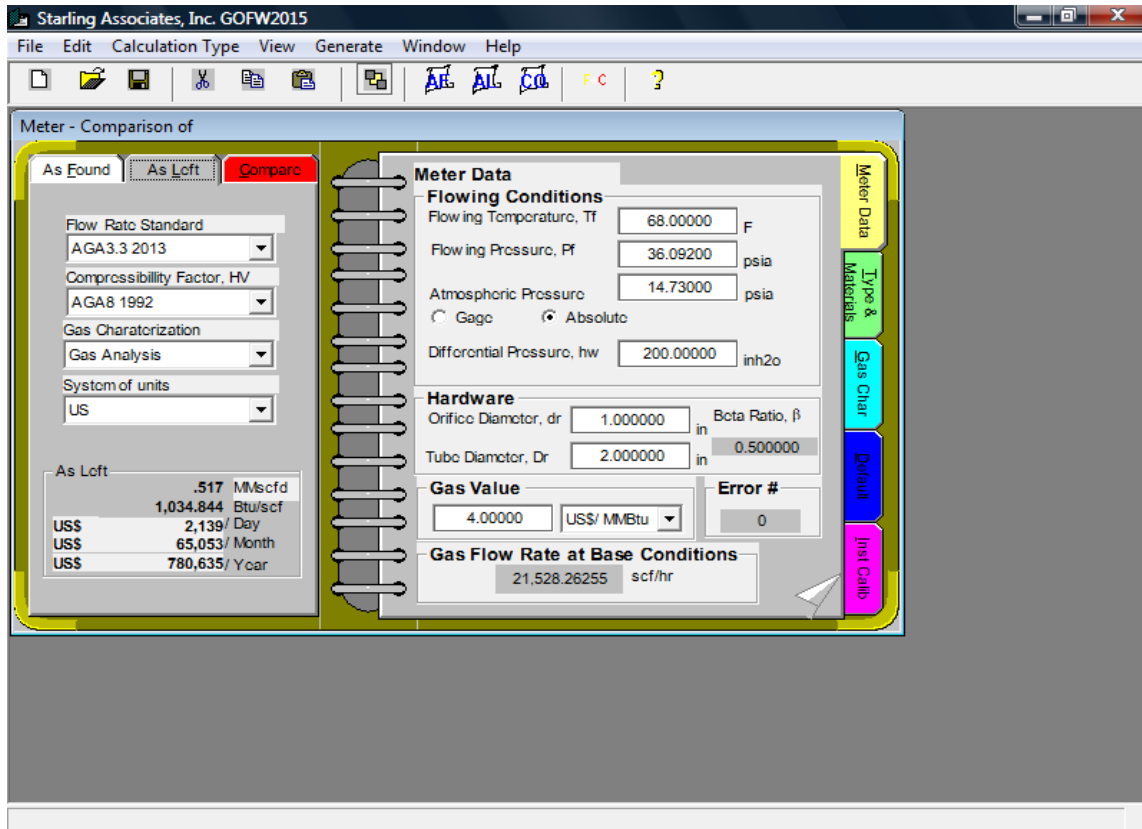 Starling Associates, Inc. GOFW2015
File Edit Calculation Type View Generate Window Help
AF AL CO F C ?
Meter - Comparison of
As Found As Left Compare
Flow Rate Standard
AGA3.3 2013
Compressibillity Factor, HV
AGA8 1992
Gas Charaterization
Gas Analysis
System of units
US
As Left
.517 MMscfd
1,034.844 Btu/scf
US$ 2,139/ Day
US$ 65,053/ Month
US$ 780,635/ Year
Meter Data
Flowing Conditions
Flowing Temperature, Tf 68.00000 F
Flowing Pressure, Pf 36.09200 psia
Atmospheric Pressure 14.73000 psia
Gage Absolute
Differential Pressure, hw 200.00000 inh2o
Hardware
Orifice Diameter, dr 1.000000 in Beta Ratio, β
Tube Diameter, Dr 2.000000 in 0.500000
Gas Value Error #
4.00000 US$/ MMBtu 0
Gas Flow Rate at Base Conditions
21,528.26255 scf/hr
Meter Data
Type &
Materials
Gas Char
Default
Inst Calib